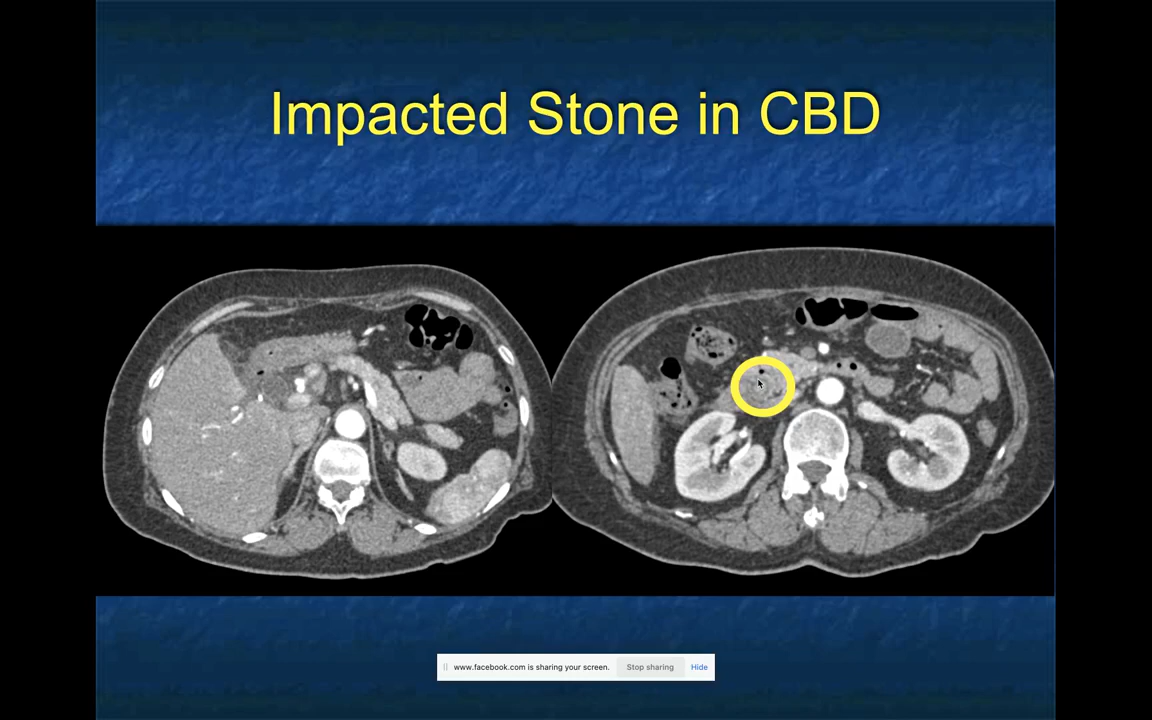 Impacted Stone in CBD
www.facebook.com is sharing your screen. Stop sharing Hide